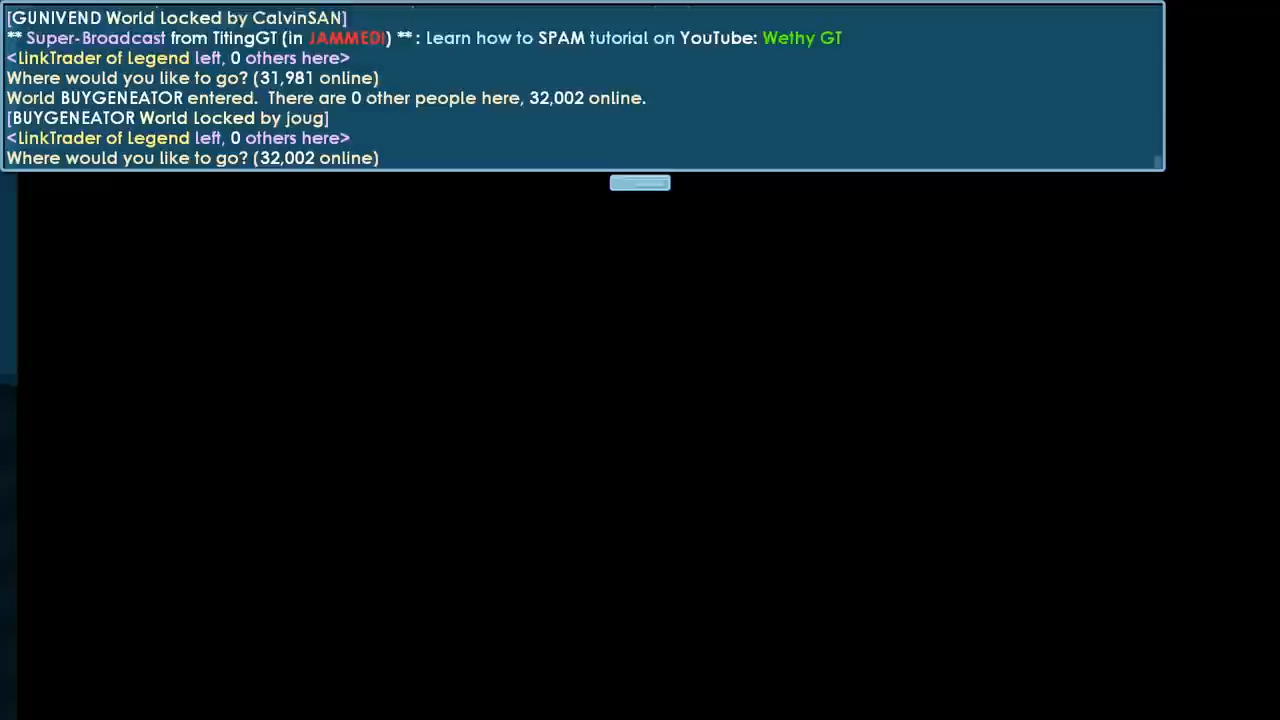 [GUNIVEND World Locked by CalvinSAN]
** Super-Broadcast from TitingGT (in JAMMED!) ** : Learn how to SPAM tutorial on YouTube: Wethy GT
<LinkTrader of Legend left, 0 others here>
Where would you like to go? (31,981 online)
World BUYGENEATOR entered.  There are 0 other people here, 32,002 online.
[BUYGENEATOR World Locked by joug]
<LinkTrader of Legend left, 0 others here>
Where would you like to go? (32,002 online)